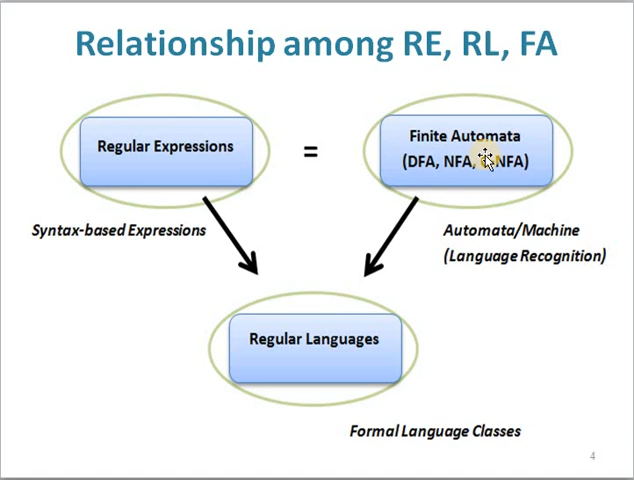 Relationship among RE, RL, FA
Regular Expressions
=
Finite Automata
(DFA, NFA, NFA)
Syntax-based Expressions
Automata/Machine
(Language Recognition)
Regular Languages
Formal Language Classes
4